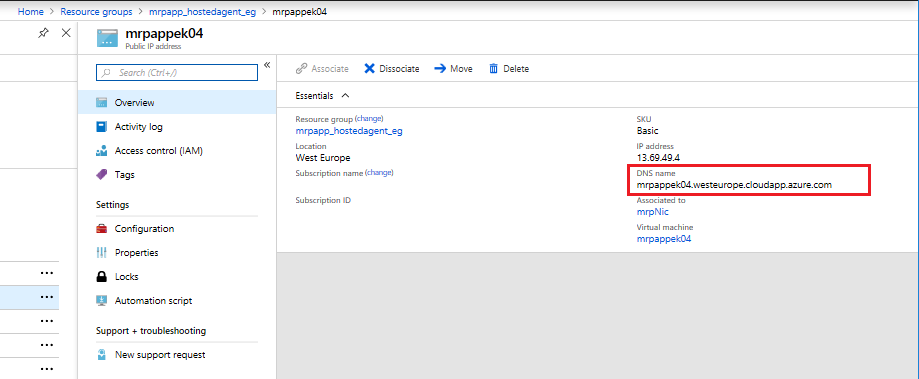 Home > Resource groups > mrpapp_hostedagent_eg > mrpappek04
mrpappek04
Public IP address
Search (Ctrl+/)
Overview
Activity log
Access control (IAM)
Tags
Settings
Configuration
Properties
Locks
Automation script
Support + troubleshooting
New support request
Associate Dissociate Move Delete
Essentials
Resource group (change)
mrpapp_hostedagent_eg
Location
West Europe
Subscription name (change)
Subscription ID
SKU
Basic
IP address
13.69.49.4
DNS name
mrpappek04.westeurope.cloudapp.azure.com
Associated to
mrpNic
Virtual machine
mrpappek04